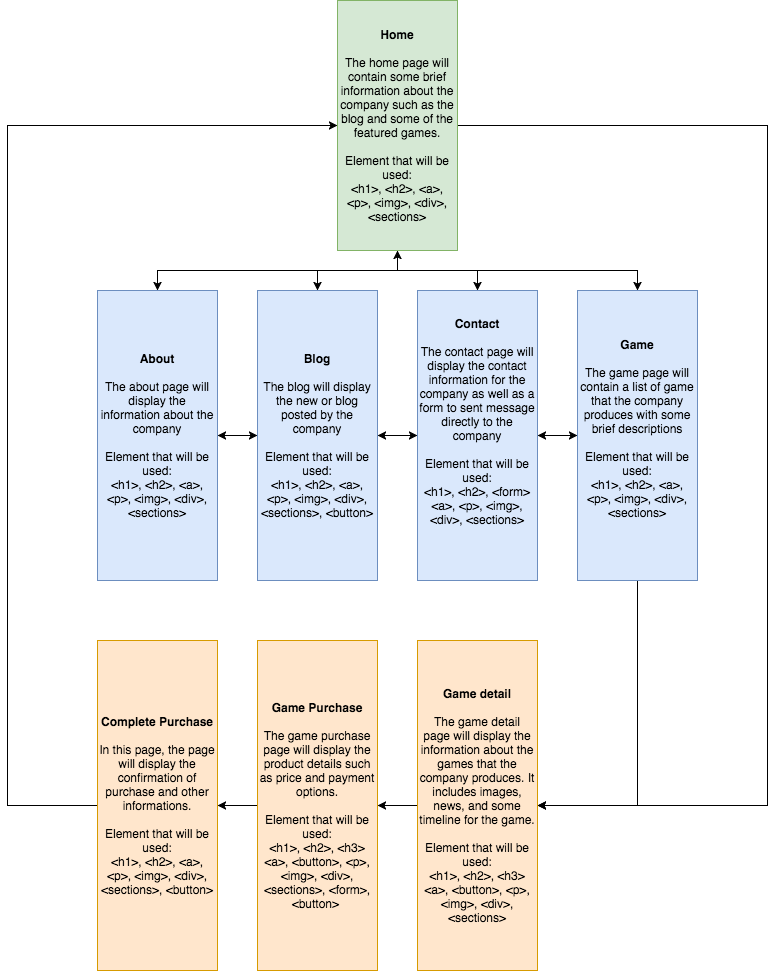 Home
The home page will
contain some brief
information about the
company such as the
blog and some of the
featured games.
Element that will be
used:
<h1>, <h2>, <a>,
<p>, <img>, <div>,
<sections>
About
The about page will
display the
information about the
company
Element that will be
used:
<h1>, <h2>, <a>,
<p>, <img>, <div>,
<sections>
Blog
The blog will display
the new or blog
posted by the
company
Element that will be
used:
<h1>, <h2>, <a>,
<p>, <img>, <div>,
<sections>, <button>
Contact
The contact page will
display the contact
information for the
company as well as a
form to sent message
directly to the
company
Element that will be
used:
<h1>, <h2>, <form>
<a>, <p>, <img>,
<div>, <sections>
Game
The game page will
contain a list of game
that the company
produces with some
brief descriptions
Element that will be
used:
<h1>, <h2>, <a>,
<p>, <img>, <div>,
<sections>
Complete Purchase
In this page, the page
will display the
confirmation of
purchase and other
informations.
Element that will be
used:
<h1>, <h2>, <a>,
<p>, <img>, <div>,
<sections>, <button>
Game Purchase
The game purchase
page will display the
product details such
as price and payment
options.
Element that will be
used:
<h1>, <h2>, <h3>
<a>, <button>, <p>,
<img>, <div>,
<sections>, <form>,
<button>
Game detail
The game detail
page will display the
information about the
games that the
company produces. It
includes images,
news, and some
timeline for the game.
Element that will be
used:
<h1>, <h2>, <h3>
<a>, <button>, <p>,
<img>, <div>,
<sections>